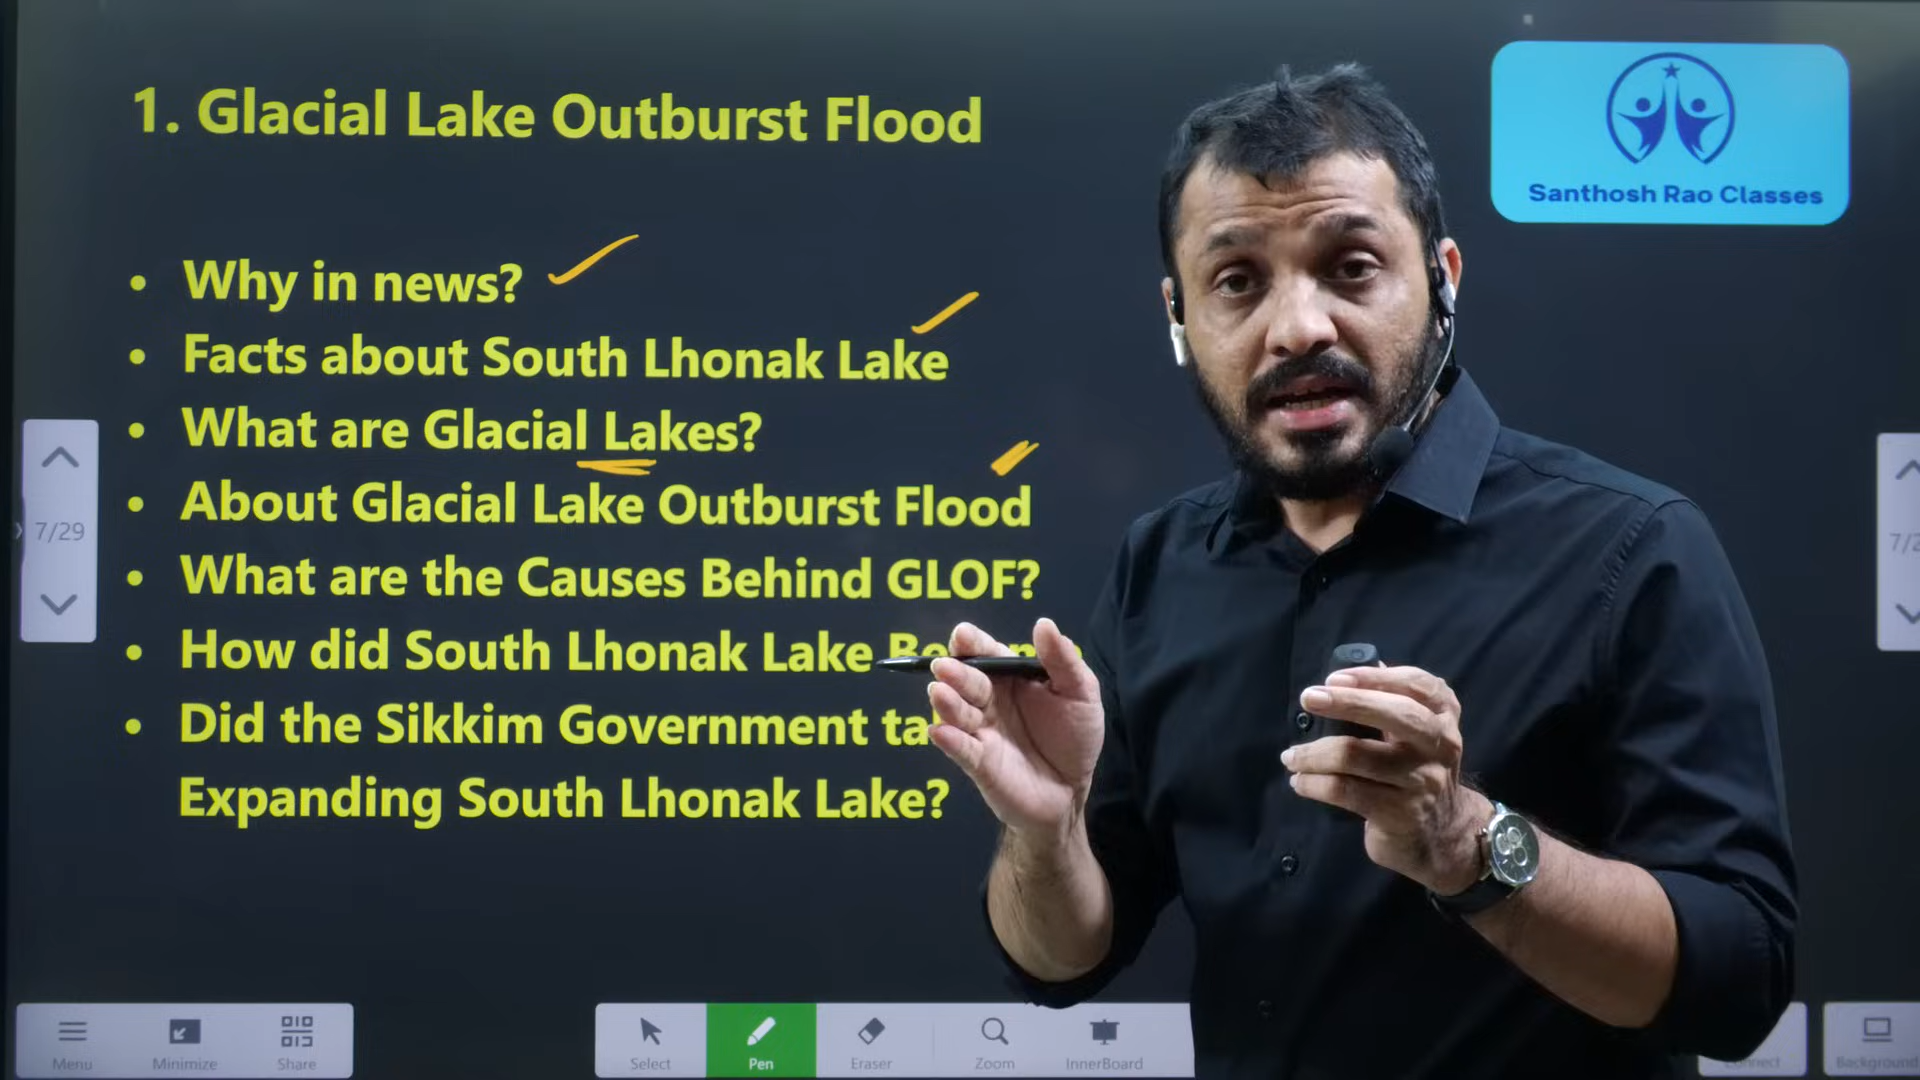 1. Glacial Lake Outburst Flood
Santhosh Rao Classes
• Why in news?
• Facts about South Lhonak Lake
• What are Glacial Lakes?
• About Glacial Lake Outburst Flood
• What are the Causes Behind GLOF?
• How did South Lhonak Lake
• Did the Sikkim Government
Expanding South Lhonak Lake?
7/29
Menu
Minimize
Share
Select
Pen
Eraser
Zoom
InnerBoard
Background